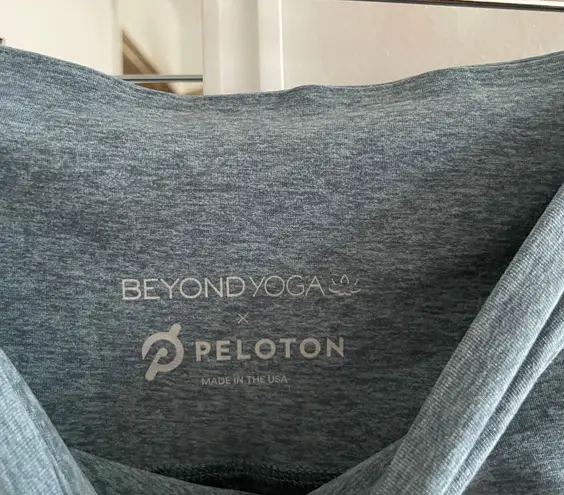 BEYOND YOGA
×
PELOTON
MADE IN THE USA